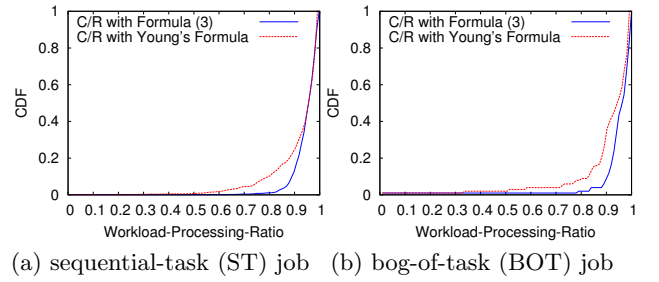 C/R with Formula (3)
C/R with Young's Formula
CDF
1
0.8
0.6
0.4
0.2
0
0 0.1 0.2 0.3 0.4 0.5 0.6 0.7 0.8 0.9 1
Workload-Processing-Ratio
(a) sequential-task (ST) job
C/R with Formula (3)
C/R with Young's Formula
CDF
1
0.8
0.6
0.4
0.2
0
0 0.1 0.2 0.3 0.4 0.5 0.6 0.7 0.8 0.9 1
Workload-Processing-Ratio
(b) bog-of-task (BOT) job